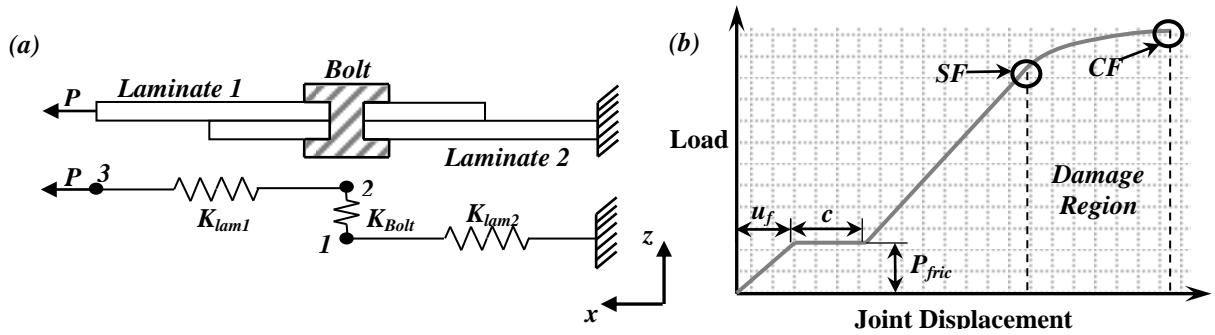 (a)
Bolt
Laminate 1
P
Laminate 2
P
3
2
K_lam1
K_Bolt
K_lam2
1
z
x
(b)
SF
CF
Load
Damage
Region
u_f
c
P_fric
Joint Displacement